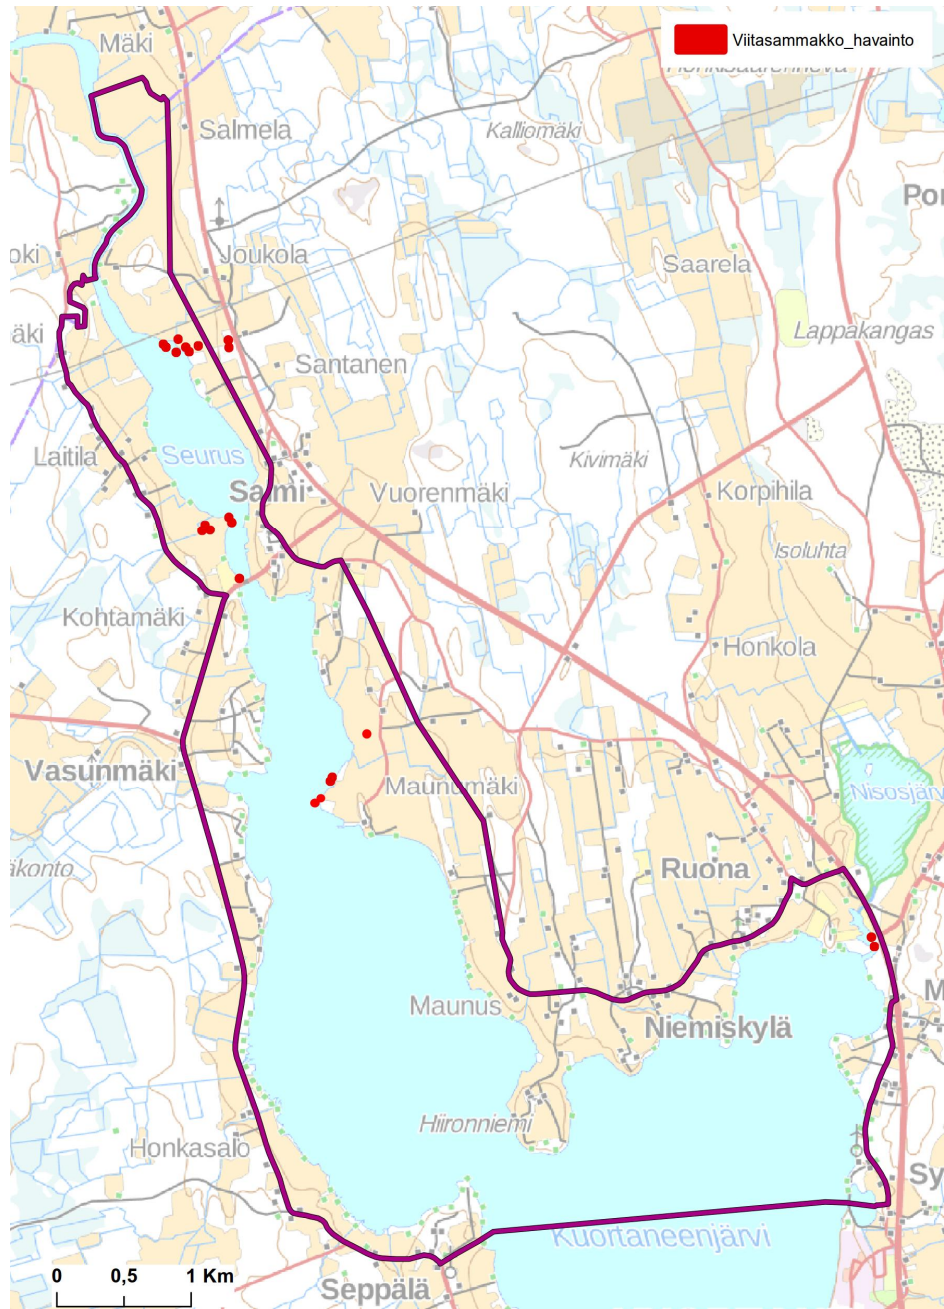 Viitasammakko_havainto
Mäki
Salmela
Kalliomäki
Joukola
Saarela
Lappakangas
Santanen
Laitila
Seurus
Salmi
Vuorenmäki
Kivimäki
Korpihila
Isoluhta
Kohtamäki
Honkola
Vasunmäki
Maunumäki
Nisosjärvi
Ruona
Maunus
Niemiskylä
Hiironniemi
Honkasalo
Kuortaneenjärvi
Seppälä
0 0,5 1 Km